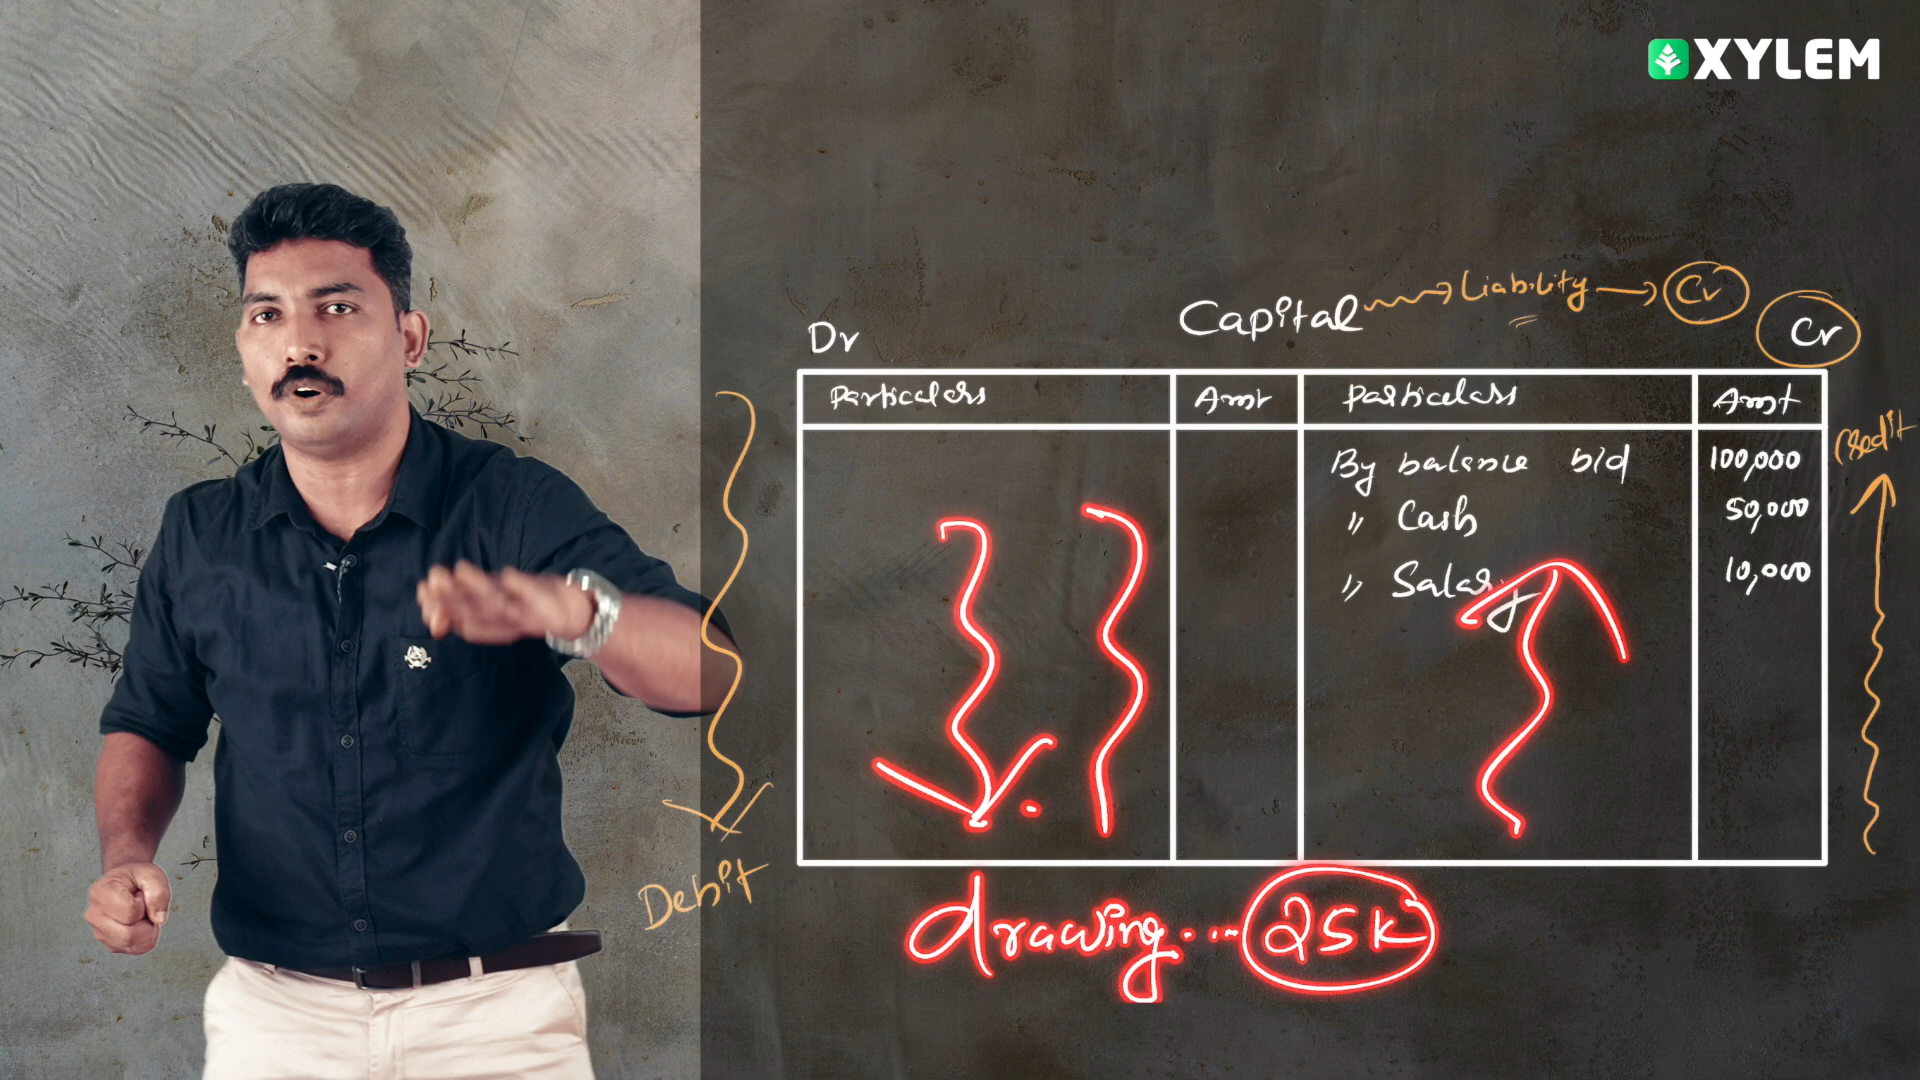 XYLEM
Capital Liability Cr
Dr Cr
Particulars Amt Particulars Amt
By balance b/d 100,000
Credit
" Cash 50,000
" Salary 10,000
Debit
drawing.... 25K